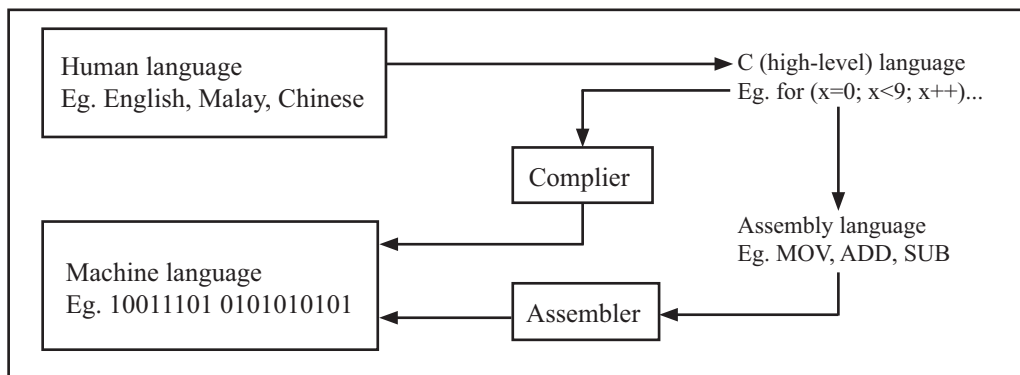 Human language
Eg. English, Malay, Chinese
C (high-level) language
Eg. for (x=0; x<9; x++)...
Complier
Assembly language
Eg. MOV, ADD, SUB
Machine language
Eg. 10011101 0101010101
Assembler